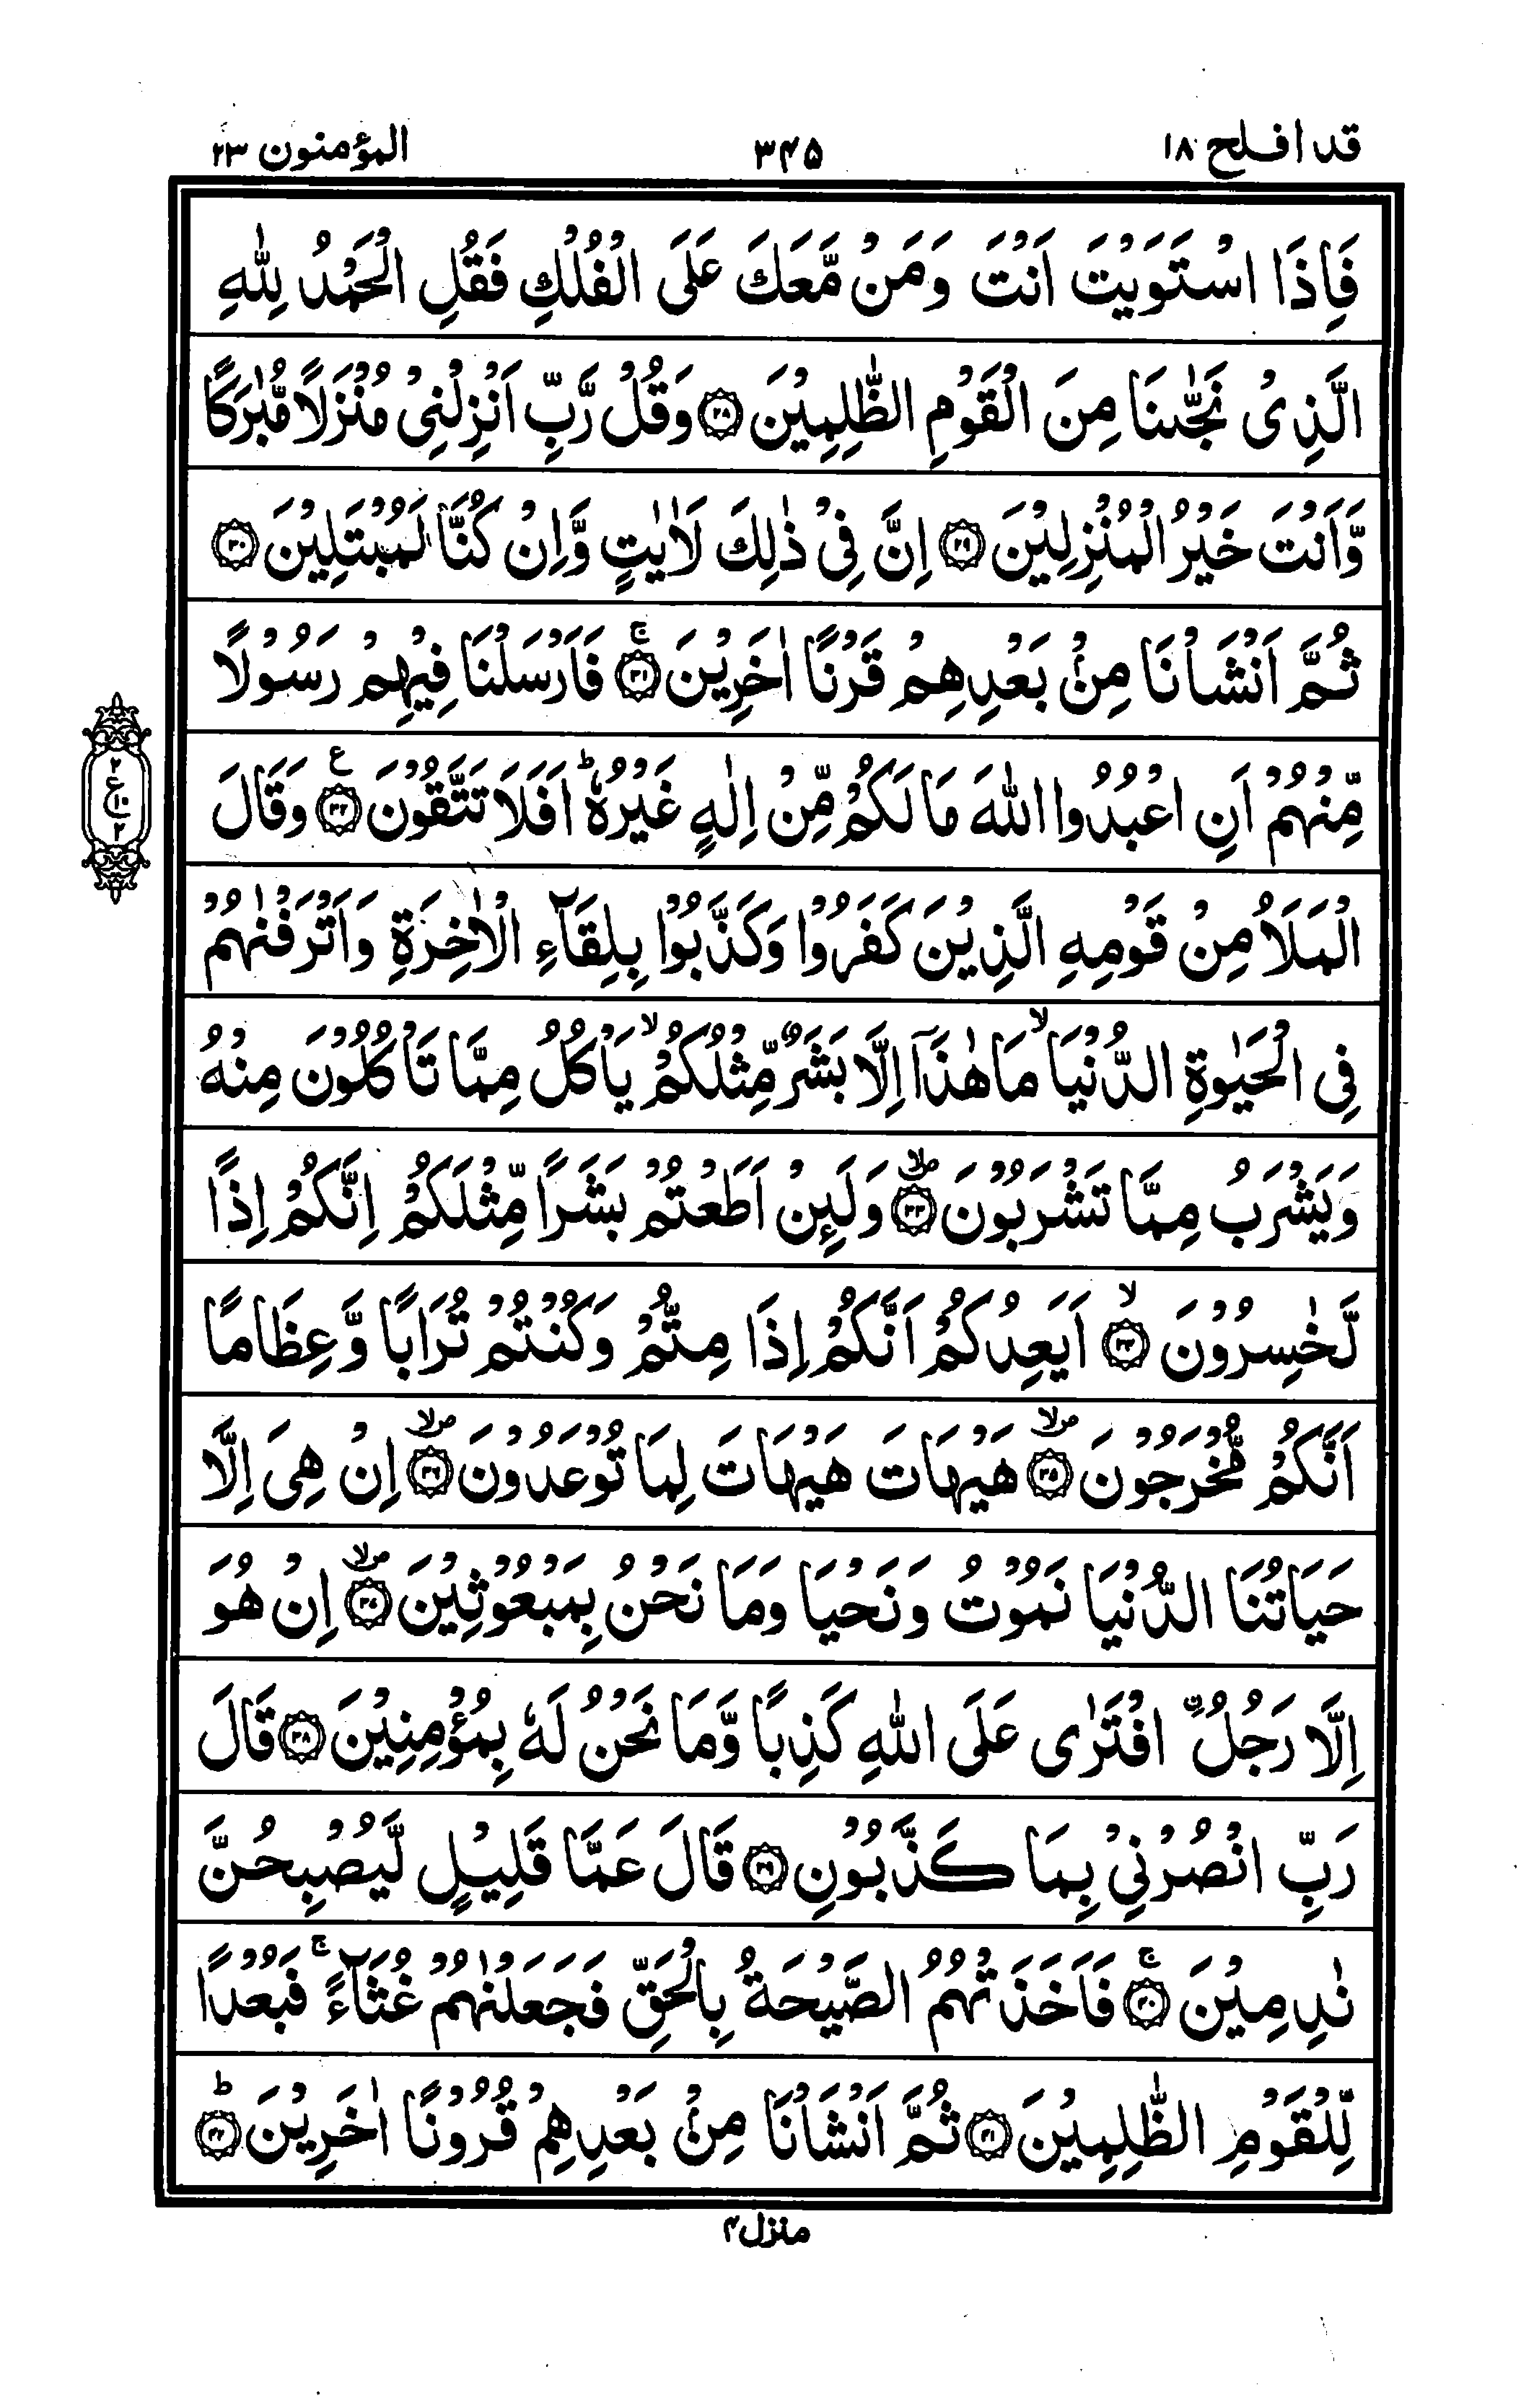 قد افلح ١٨ ٣٤٥ المؤمنون ٢٣
فَاِذَا اسْتَوَيْتَ اَنْتَ وَمَنْ مَّعَكَ عَلَى الْفُلْكِ فَقُلِ الْحَمْدُ لِلّٰهِ
الَّذِىْ نَجّٰىنَا مِنَ الْقَوْمِ الظّٰلِمِيْنَ ﴿٢٨﴾ وَقُلْ رَّبِّ اَنْزِلْنِىْ مُنْزَلًا مُّبٰرَكًا
وَّاَنْتَ خَيْرُ الْمُنْزِلِيْنَ ﴿٢٩﴾ اِنَّ فِىْ ذٰلِكَ لَاٰيٰتٍ وَّاِنْ كُنَّا لَمُبْتَلِيْنَ ﴿٣٠﴾
ثُمَّ اَنْشَاْنَا مِنْۢ بَعْدِهِمْ قَرْنًا اٰخَرِيْنَ ﴿٣١﴾ۚ فَاَرْسَلْنَا فِيْهِمْ رَسُوْلًا
مِّنْهُمْ اَنِ اعْبُدُوا اللّٰهَ مَا لَكُمْ مِّنْ اِلٰهٍ غَيْرُهٗ ؕ اَفَلَا تَتَّقُوْنَ ﴿٣٢﴾ وَقَالَ
٢ ع ١٠ ٢
الْمَلَاُ مِنْ قَوْمِهِ الَّذِيْنَ كَفَرُوْا وَكَذَّبُوْا بِلِقَآءِ الْاٰخِرَةِ وَاَتْرَفْنٰهُمْ
فِى الْحَيٰوةِ الدُّنْيَا ۙ مَا هٰذَآ اِلَّا بَشَرٌ مِّثْلُكُمْ ۙ يَاْكُلُ مِمَّا تَاْكُلُوْنَ مِنْهُ
وَيَشْرَبُ مِمَّا تَشْرَبُوْنَ ﴿٣٣﴾ۙ وَلَئِنْ اَطَعْتُمْ بَشَرًا مِّثْلَكُمْ اِنَّكُمْ اِذًا
لَّخٰسِرُوْنَ ﴿٣٤﴾ۙ اَيَعِدُكُمْ اَنَّكُمْ اِذَا مِتُّمْ وَكُنْتُمْ تُرَابًا وَّعِظَامًا
اَنَّكُمْ مُّخْرَجُوْنَ ﴿٣٥﴾ۙ هَيْهَاتَ هَيْهَاتَ لِمَا تُوْعَدُوْنَ ﴿٣٦﴾ۙ اِنْ هِىَ اِلَّا
حَيَاتُنَا الدُّنْيَا نَمُوْتُ وَنَحْيَا وَمَا نَحْنُ بِمَبْعُوْثِيْنَ ﴿٣٧﴾ۙ اِنْ هُوَ
اِلَّا رَجُلُ ۨافْتَرٰى عَلَى اللّٰهِ كَذِبًا وَّمَا نَحْنُ لَهٗ بِمُؤْمِنِيْنَ ﴿٣٨﴾ قَالَ
رَبِّ انْصُرْنِىْ بِمَا كَذَّبُوْنِ ﴿٣٩﴾ قَالَ عَمَّا قَلِيْلٍ لَّيُصْبِحُنَّ
نٰدِمِيْنَ ﴿٤٠﴾ۚ فَاَخَذَتْهُمُ الصَّيْحَةُ بِالْحَقِّ فَجَعَلْنٰهُمْ غُثَآءً ۚ فَبُعْدًا
لِّلْقَوْمِ الظّٰلِمِيْنَ ﴿٤١﴾ ثُمَّ اَنْشَاْنَا مِنْۢ بَعْدِهِمْ قُرُوْنًا اٰخَرِيْنَ ﴿٤٢﴾ؕ
منزل ٤